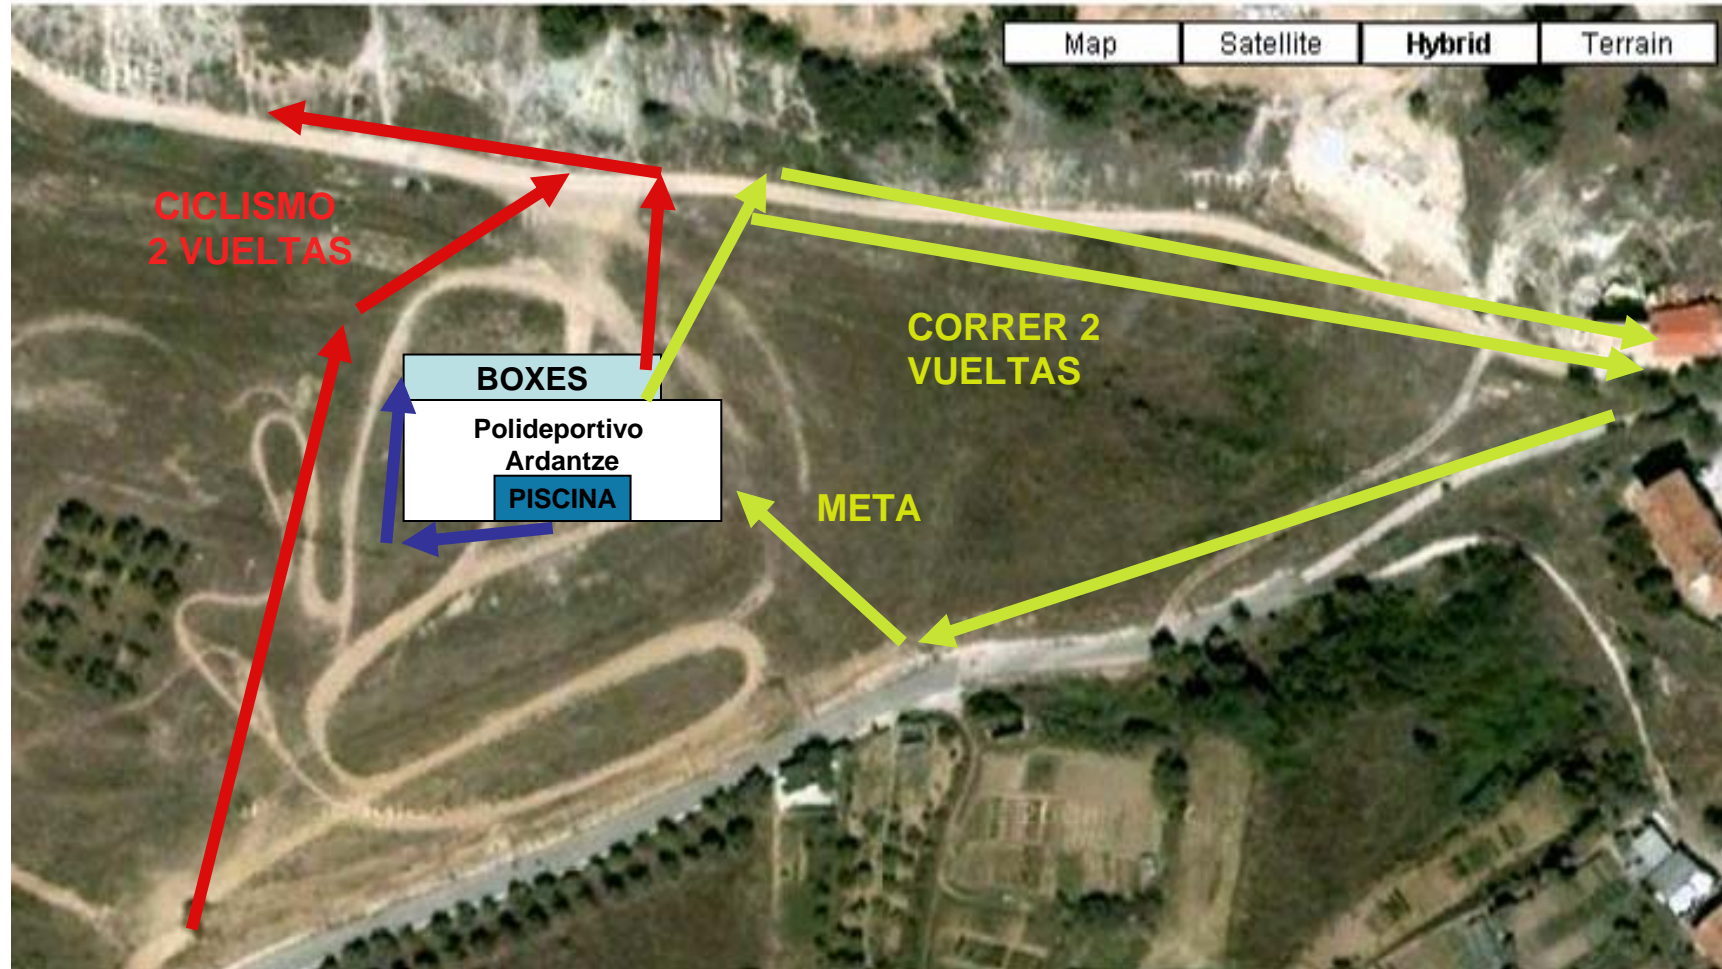 Map
Satellite
Hybrid
Terrain
CICLISMO
2 VUELTAS
CORRER 2
VUELTAS
BOXES
Polideportivo
Ardantze
PISCINA
META